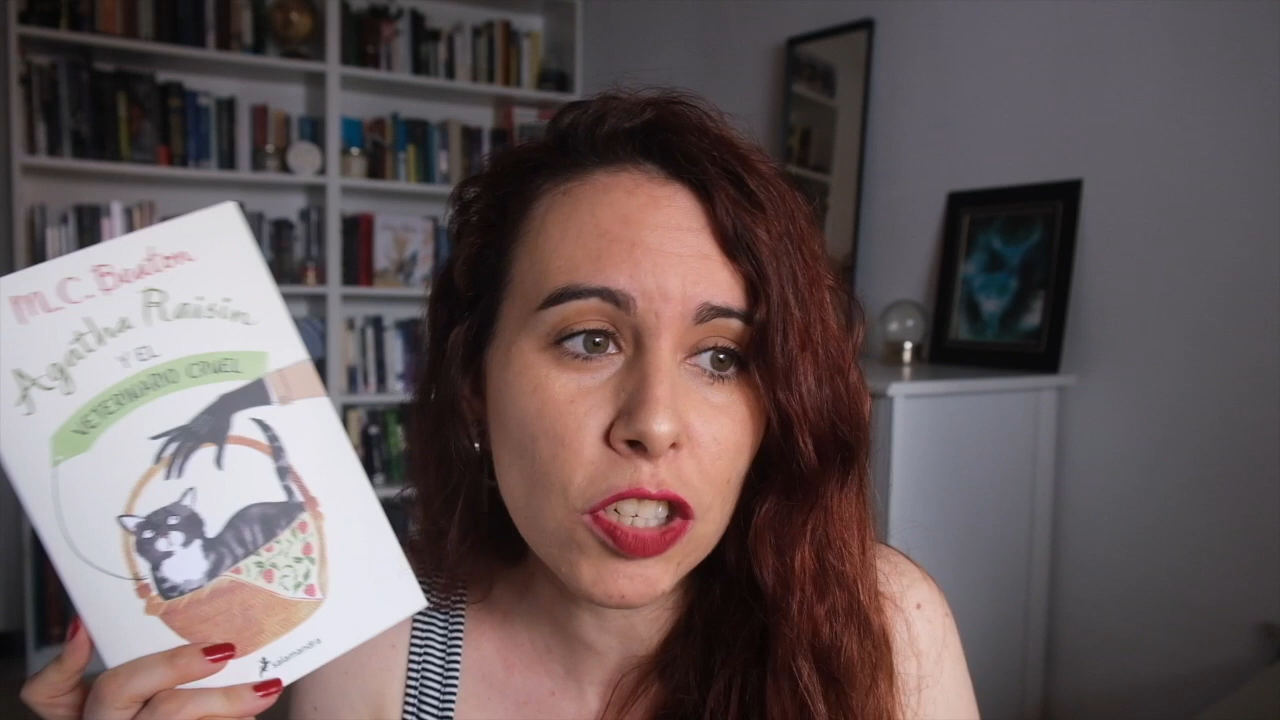 M.C. Beaton
Agatha Raisin
Y EL
VETERINARIO CRUEL
salamandra